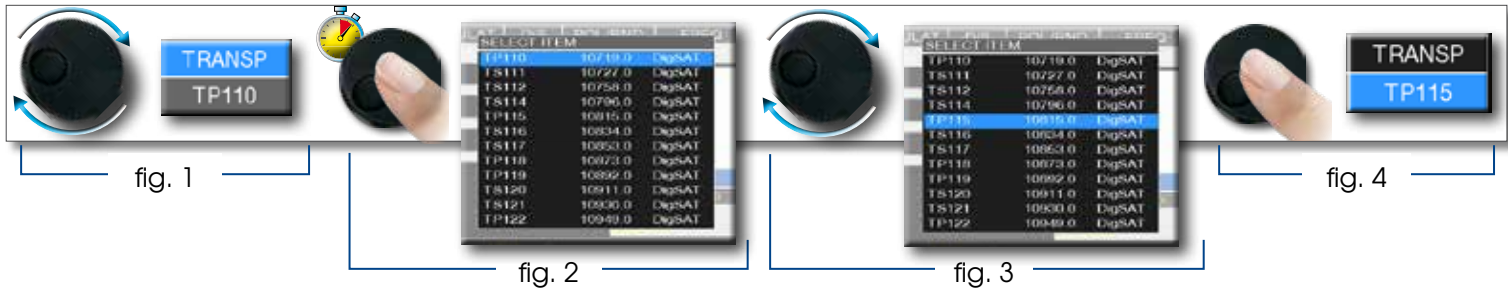 TRANSP
TP110
SELECT ITEM
TP110 10719.0 DigSAT
TS111 10727.0 DigSAT
TS112 10758.0 DigSAT
TS114 10796.0 DigSAT
TP115 10815.0 DigSAT
TS116 10834.0 DigSAT
TS117 10853.0 DigSAT
TP118 10873.0 DigSAT
TP119 10892.0 DigSAT
TS120 10911.0 DigSAT
TS121 10930.0 DigSAT
TP122 10949.0 DigSAT
SELECT ITEM
TP110 10719.0 DigSAT
TS111 10727.0 DigSAT
TS112 10758.0 DigSAT
TS114 10796.0 DigSAT
TP115 10815.0 DigSAT
TS116 10834.0 DigSAT
TS117 10853.0 DigSAT
TP118 10873.0 DigSAT
TP119 10892.0 DigSAT
TS120 10911.0 DigSAT
TS121 10930.0 DigSAT
TP122 10949.0 DigSAT
TRANSP
TP115
fig. 1
fig. 2
fig. 3
fig. 4